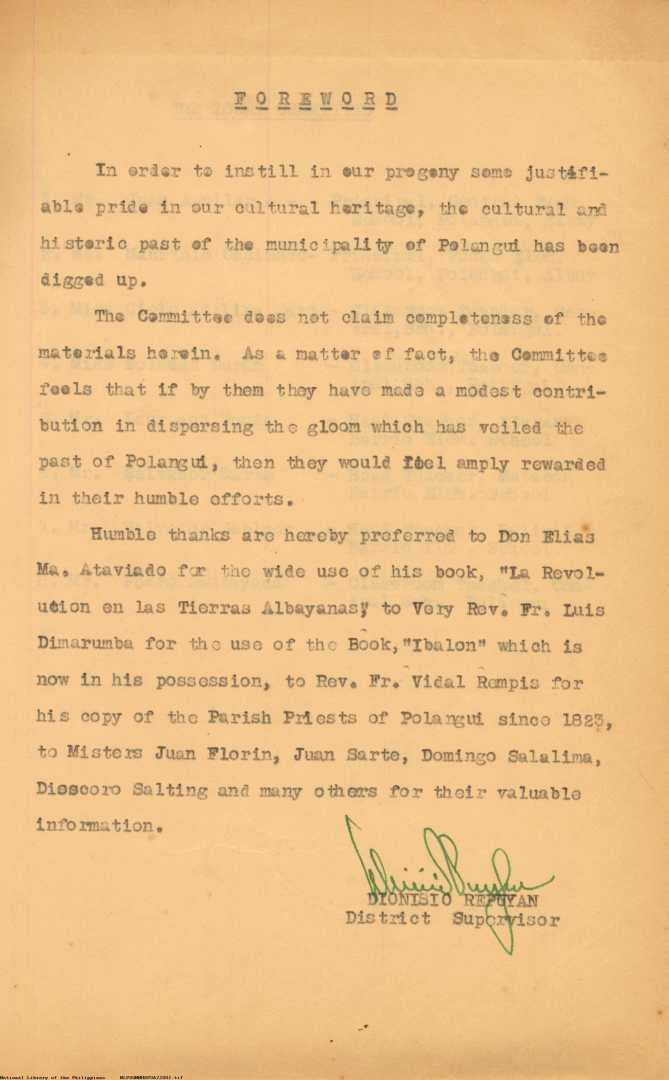 FOREWORD
In order to instill in our progeny some justifi-
able pride in our cultural heritage, the cultural and
historic past of the municipality of Polangui has been
digged up.
The Committee does not claim completeness of the
materials herein. As a matter of fact, the Committee
feels that if by them they have made a modest contri-
bution in dispersing the gloom which has veiled the
past of Polangui, then they would feel amply rewarded
in their humble efforts.
Humble thanks are hereby preferred to Don Elias
Ma. Ataviado for the wide use of his book, "La Revol-
ucion en las Tierras Albayanas," to Very Rev. Fr. Luis
Dimarumba for the use of the Book, "Ibalon" which is
now in his possession, to Rev. Fr. Vidal Rempis for
his copy of the Parish Priests of Polangui since 1823,
to Misters Juan Florin, Juan Sarte, Domingo Salalima,
Dioscoro Salting and many others for their valuable
information.
DIONISIO REPUYAN
District Supervisor
National Library of the Philippines